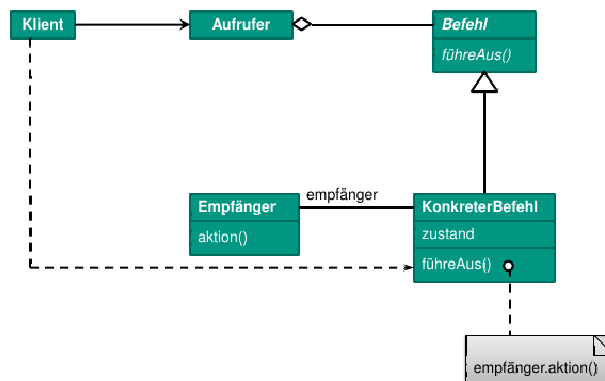 Klient
Aufrufer
Befehl
führeAus()
empfänger
Empfänger
aktion()
KonkreterBefehl
zustand
führeAus()
empfänger.aktion()